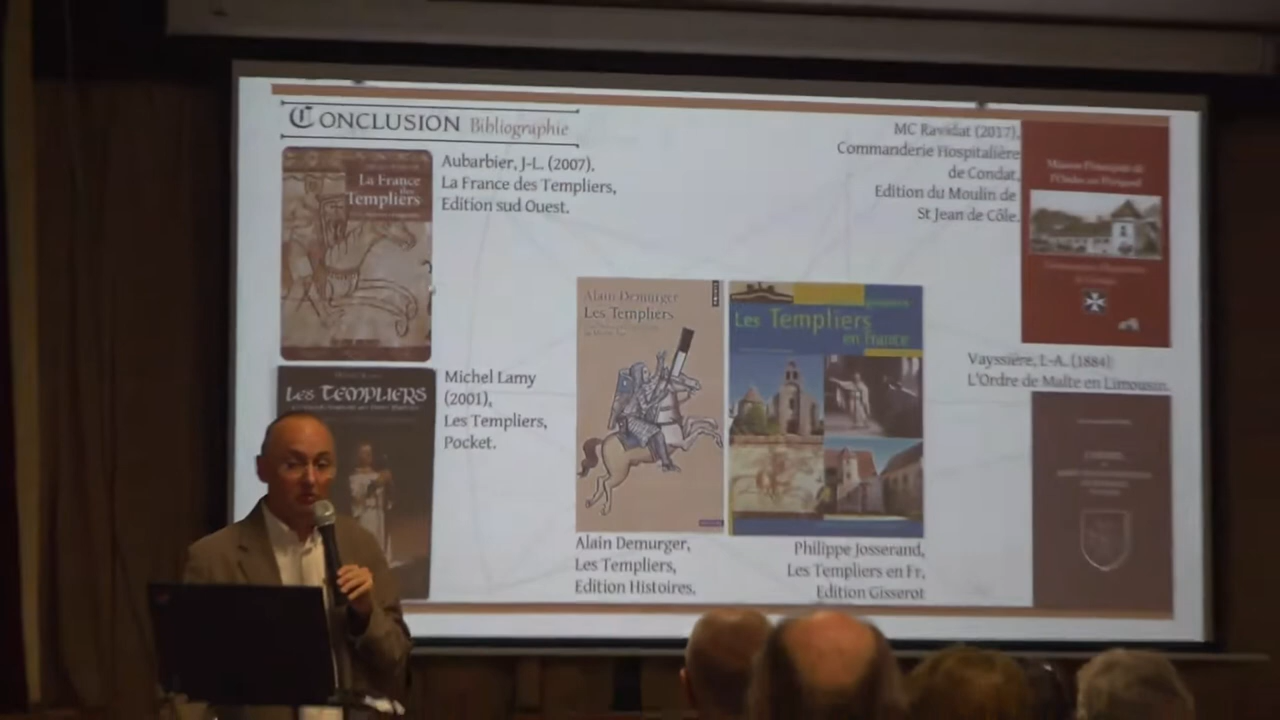 CONCLUSION Bibliographie
Aubarbier, J-L. (2007).
La France des Templiers,
Edition sud Ouest.
La France
des
Templiers
MC Ravidat (2017),
Commanderie Hospitalière
de Condat.
Edition du Moulin de
St Jean de Côle.
Michel Lamy
(2001),
Les Templiers,
Pocket.
LES TEMPLIERS
Alain Demurger
Les Templiers
Les Templiers
en France
Alain Demurger,
Les Templiers,
Edition Histoires.
Philippe Josserand,
Les Templiers en Fr,
Edition Gisserot
Vayssière, L-A. (1884)
L'Ordre de Malte en Limousin.